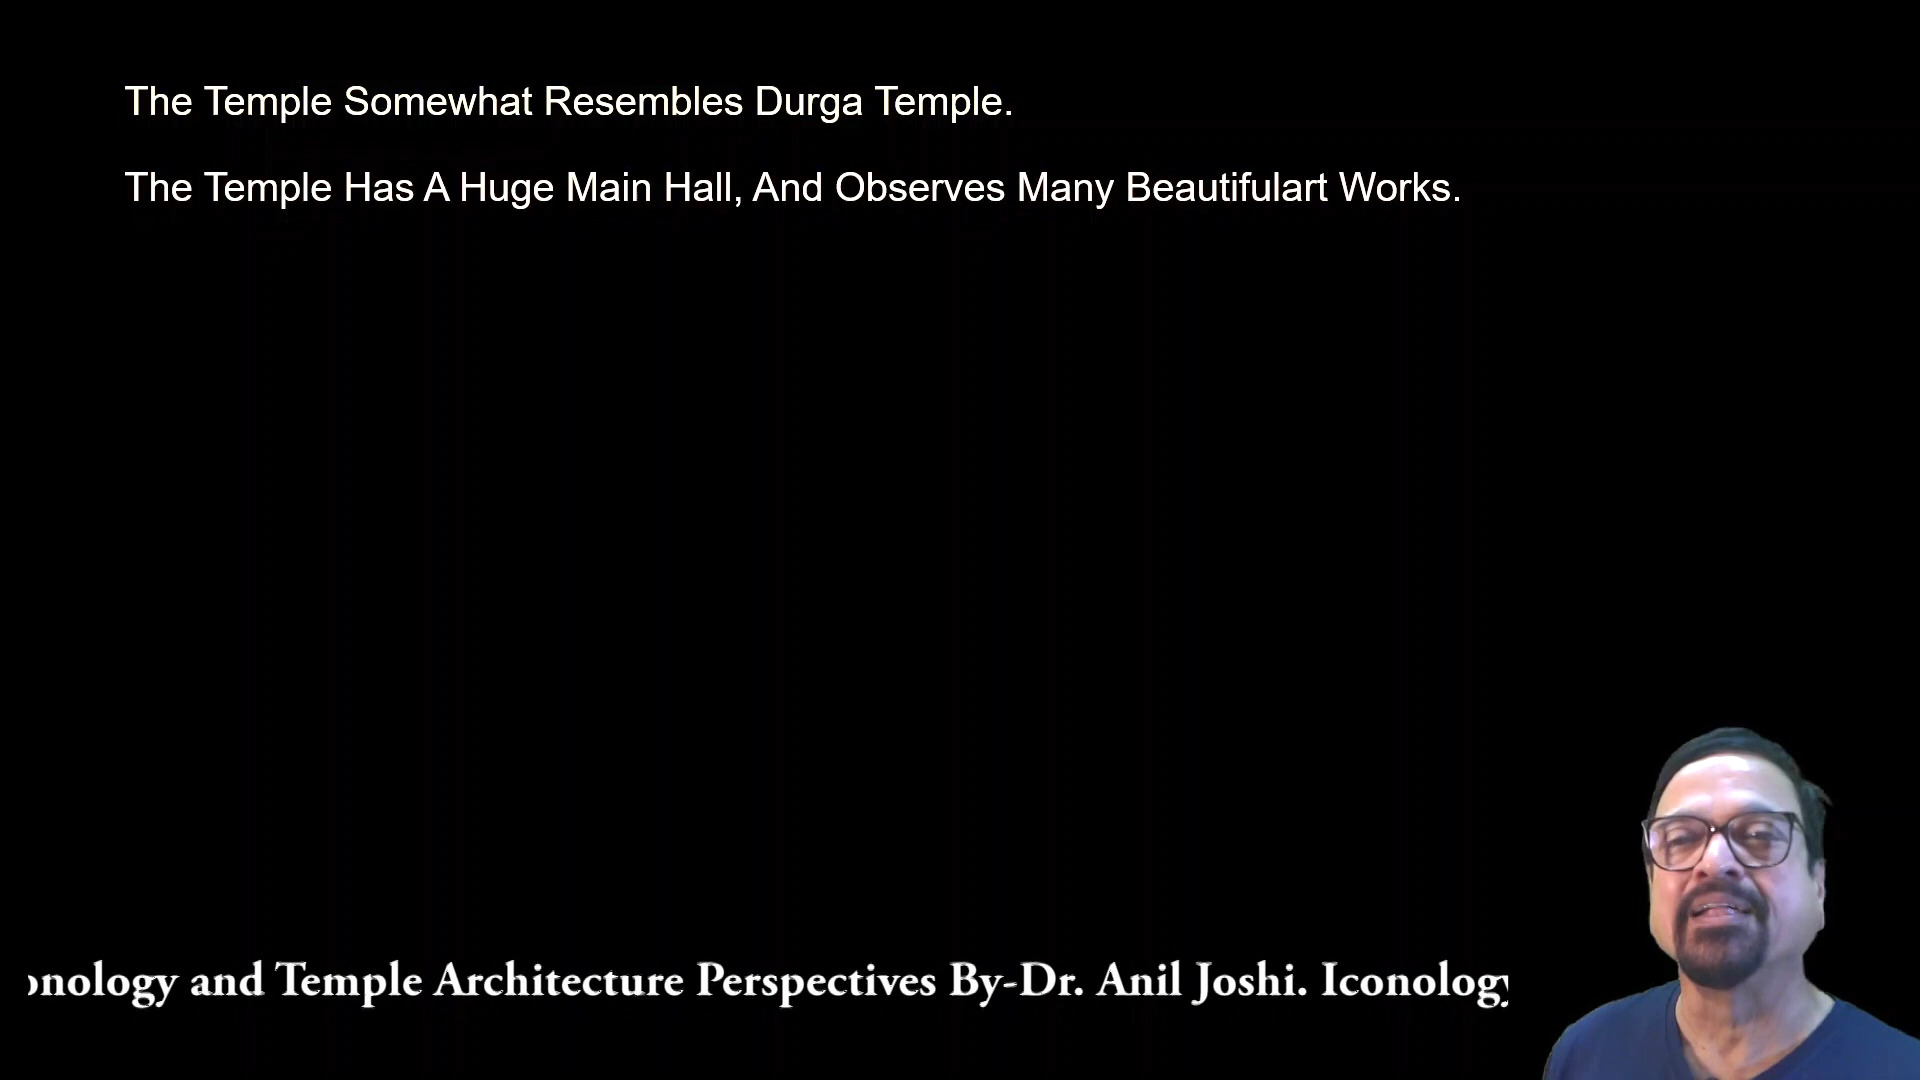 The Temple Somewhat Resembles Durga Temple.
The Temple Has A Huge Main Hall, And Observes Many Beautifulart Works.
onology and Temple Architecture Perspectives By-Dr. Anil Joshi. Iconology